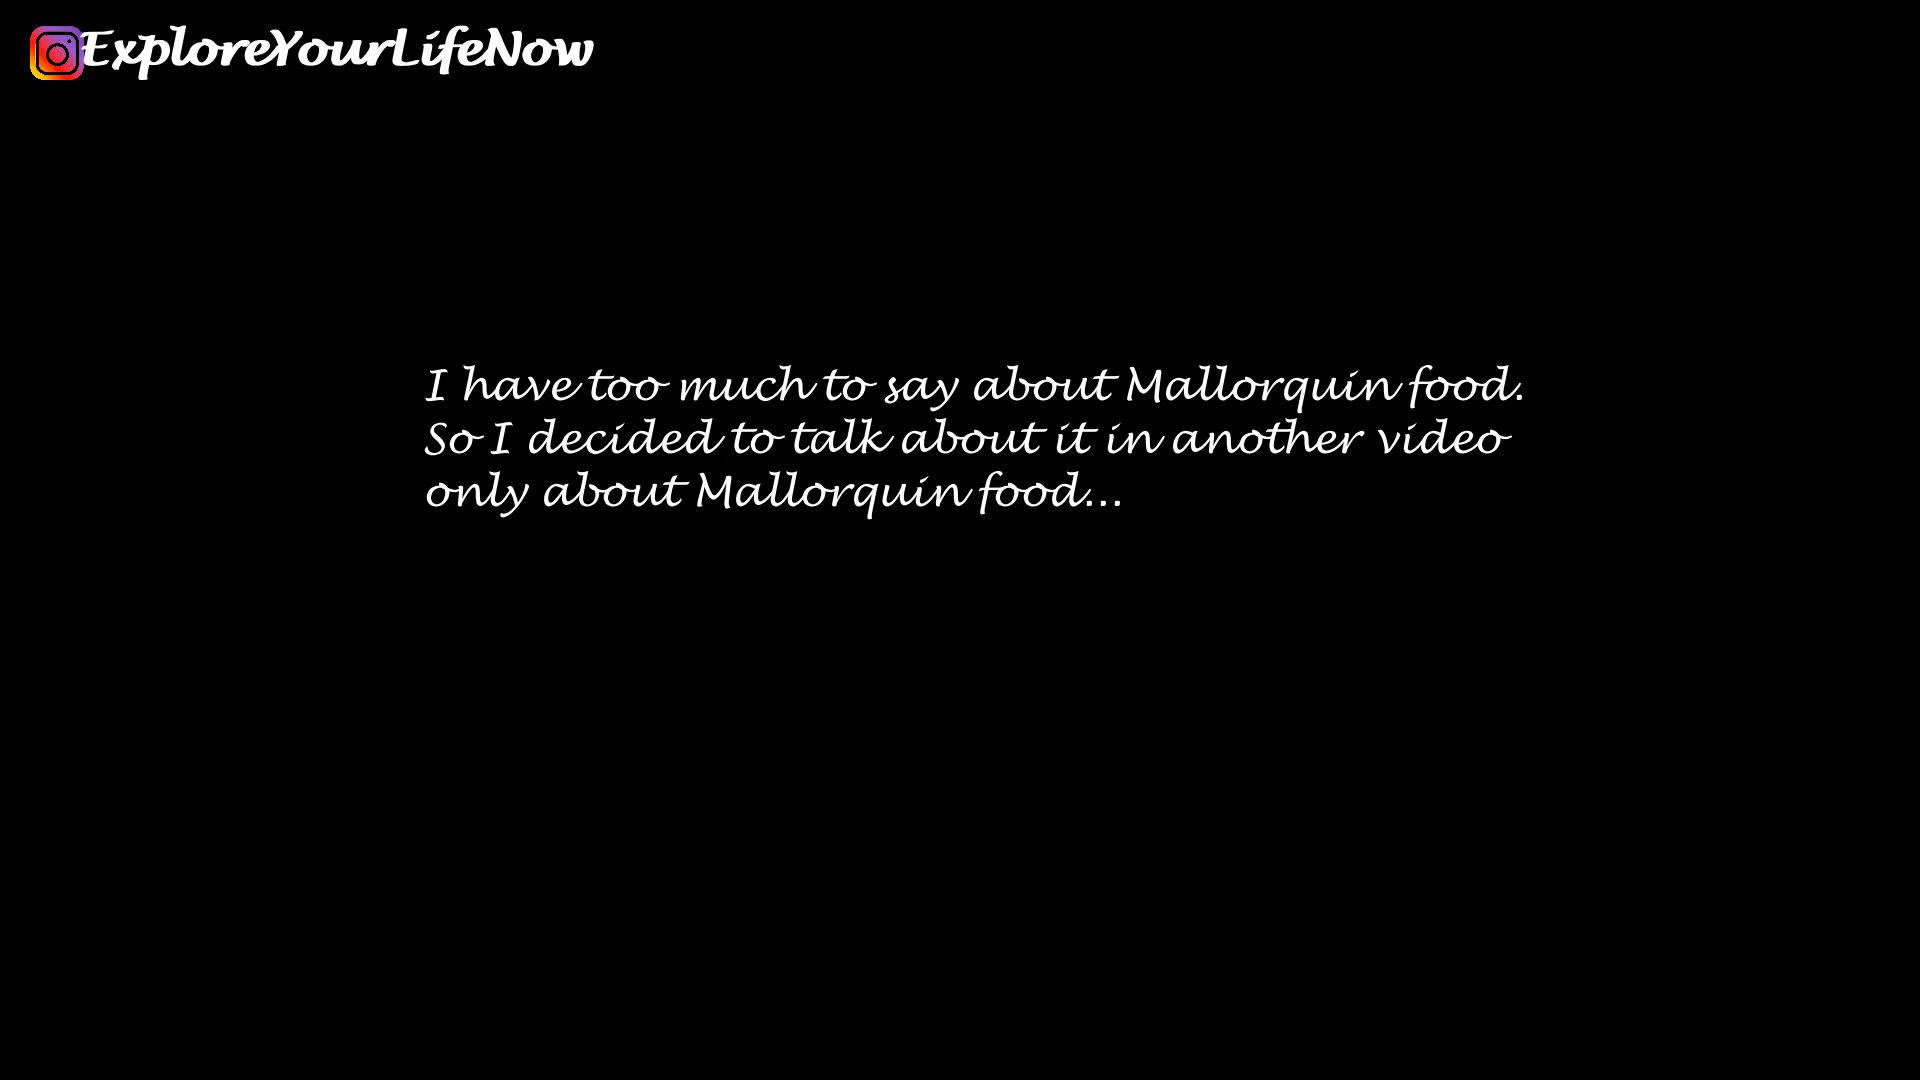 ExploreYourLifeNow
I have too much to say about Mallorquin food.
So I decided to talk about it in another video
only about Mallorquin food...